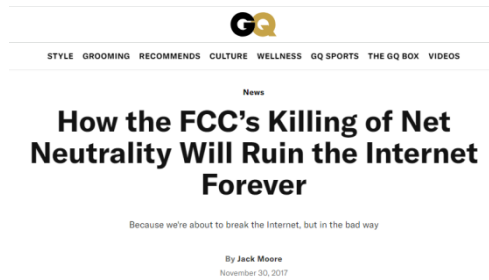 GQ
STYLE GROOMING RECOMMENDS CULTURE WELLNESS GQ SPORTS THE GQ BOX VIDEOS
News
How the FCC’s Killing of Net
Neutrality Will Ruin the Internet
Forever
Because we're about to break the Internet, but in the bad way
By Jack Moore
November 30, 2017